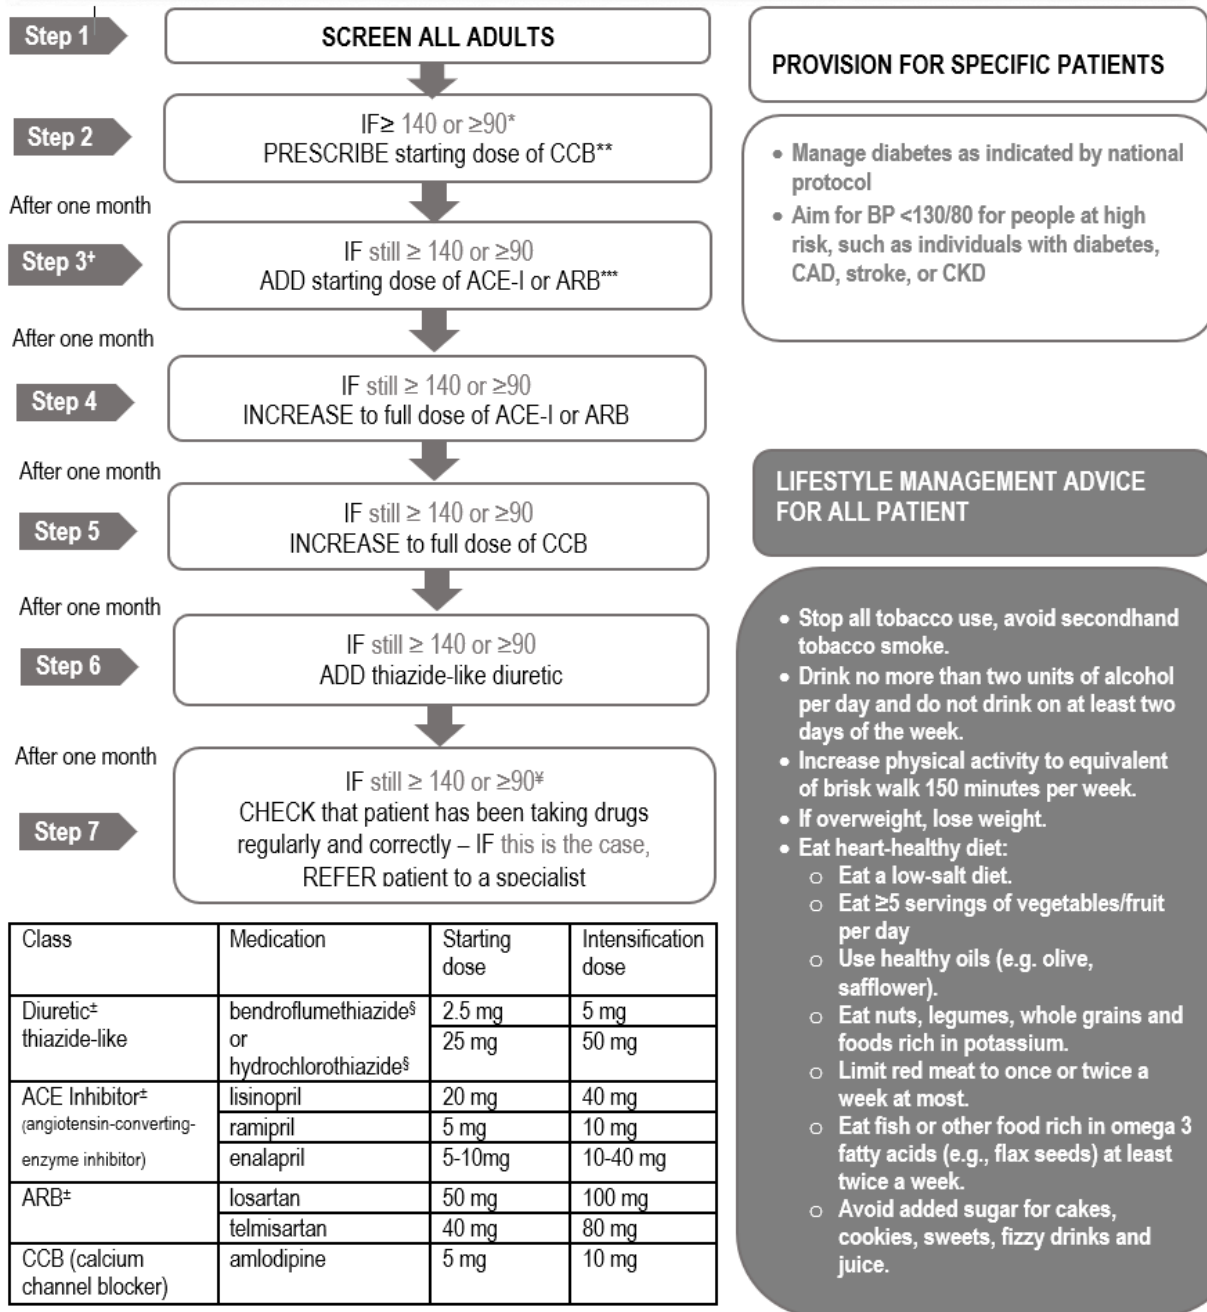 Step 1
SCREEN ALL ADULTS
Step 2
IF≥ 140 or ≥90*
PRESCRIBE starting dose of CCB**
After one month
Step 3⁺
IF still ≥ 140 or ≥90
ADD starting dose of ACE-I or ARB***
After one month
Step 4
IF still ≥ 140 or ≥90
INCREASE to full dose of ACE-I or ARB
After one month
Step 5
IF still ≥ 140 or ≥90
INCREASE to full dose of CCB
After one month
Step 6
IF still ≥ 140 or ≥90
ADD thiazide-like diuretic
After one month
Step 7
IF still ≥ 140 or ≥90¥
CHECK that patient has been taking drugs
regularly and correctly – IF this is the case,
REFER patient to a specialist
PROVISION FOR SPECIFIC PATIENTS
• Manage diabetes as indicated by national
protocol
• Aim for BP <130/80 for people at high
risk, such as individuals with diabetes,
CAD, stroke, or CKD
LIFESTYLE MANAGEMENT ADVICE
FOR ALL PATIENT
• Stop all tobacco use, avoid secondhand
tobacco smoke.
• Drink no more than two units of alcohol
per day and do not drink on at least two
days of the week.
• Increase physical activity to equivalent
of brisk walk 150 minutes per week.
• If overweight, lose weight.
• Eat heart-healthy diet:
o Eat a low-salt diet.
o Eat ≥5 servings of vegetables/fruit
per day
o Use healthy oils (e.g. olive,
safflower).
o Eat nuts, legumes, whole grains and
foods rich in potassium.
o Limit red meat to once or twice a
week at most.
o Eat fish or other food rich in omega 3
fatty acids (e.g., flax seeds) at least
twice a week.
o Avoid added sugar for cakes,
cookies, sweets, fizzy drinks and
juice.
Class Medication Starting dose Intensification dose
Diuretic± thiazide-like bendroflumethiazide§ 2.5 mg 5 mg
or hydrochlorothiazide§ 25 mg 50 mg
ACE Inhibitor± (angiotensin-converting-enzyme inhibitor) lisinopril 20 mg 40 mg
ramipril 5 mg 10 mg
enalapril 5-10mg 10-40 mg
ARB± losartan 50 mg 100 mg
telmisartan 40 mg 80 mg
CCB (calcium channel blocker) amlodipine 5 mg 10 mg